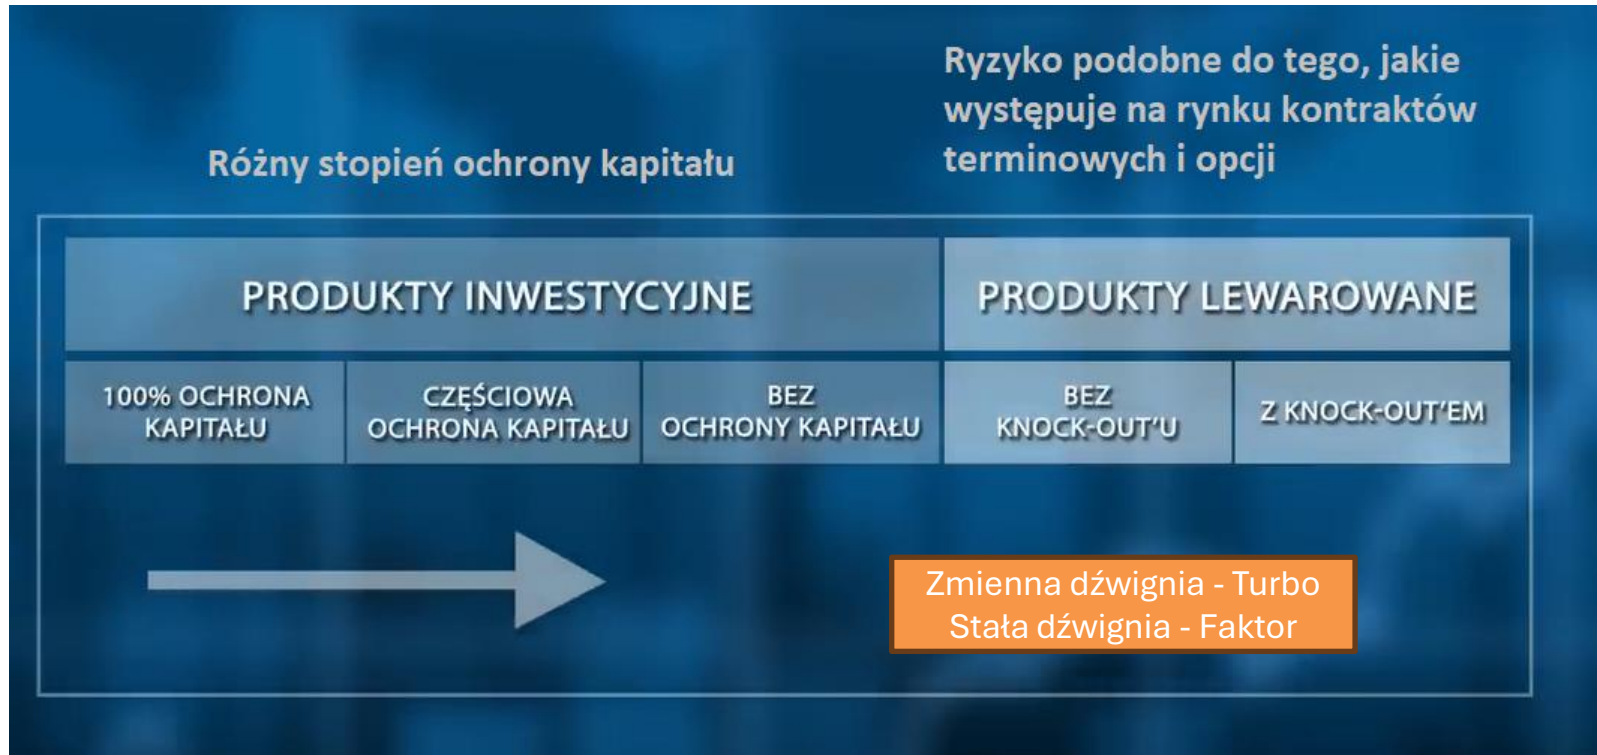 Różny stopień ochrony kapitału
Ryzyko podobne do tego, jakie
występuje na rynku kontraktów
terminowych i opcji
PRODUKTY INWESTYCYJNE
PRODUKTY LEWAROWANE
100% OCHRONA
KAPITAŁU
CZĘŚCIOWA
OCHRONA KAPITAŁU
BEZ
OCHRONY KAPITAŁU
BEZ
KNOCK-OUT'U
Z KNOCK-OUT'EM
Zmienna dźwignia - Turbo
Stała dźwignia - Faktor